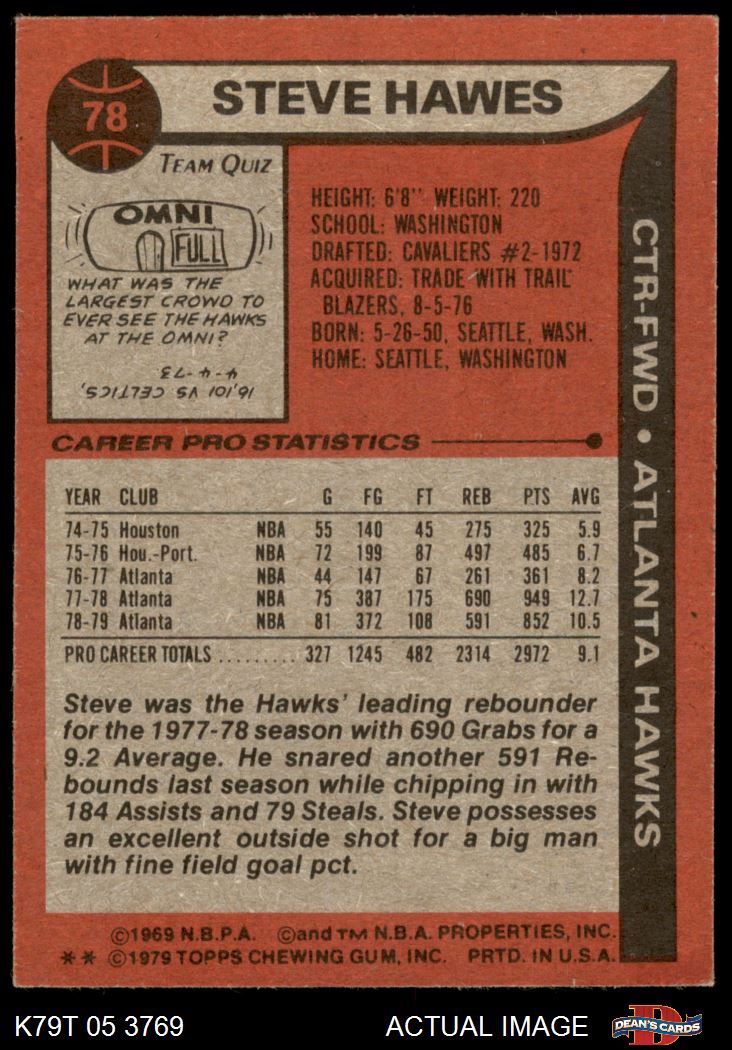 78
STEVE HAWES
TEAM QUIZ
OMNI
FULL
WHAT WAS THE
LARGEST CROWD TO
EVER SEE THE HAWKS
AT THE OMNI?
16,101 VS CELTICS,
4-4-73
HEIGHT: 6'8" WEIGHT: 220
SCHOOL: WASHINGTON
DRAFTED: CAVALIERS #2-1972
ACQUIRED: TRADE WITH TRAIL
BLAZERS, 8-5-76
BORN: 5-26-50, SEATTLE, WASH.
HOME: SEATTLE, WASHINGTON
CTR-FWD • ATLANTA HAWKS
CAREER PRO STATISTICS
YEAR CLUB G FG FT REB PTS AVG
74-75 Houston NBA 55 140 45 275 325 5.9
75-76 Hou.-Port. NBA 72 199 87 497 485 6.7
76-77 Atlanta NBA 44 147 67 261 361 8.2
77-78 Atlanta NBA 75 387 175 690 949 12.7
78-79 Atlanta NBA 81 372 108 591 852 10.5
PRO CAREER TOTALS ......... 327 1245 482 2314 2972 9.1
Steve was the Hawks' leading rebounder
for the 1977-78 season with 690 Grabs for a
9.2 Average. He snared another 591 Re-
bounds last season while chipping in with
184 Assists and 79 Steals. Steve possesses
an excellent outside shot for a big man
with fine field goal pct.
©1969 N.B.P.A. ©and TM N.B.A. PROPERTIES, INC.
** ©1979 TOPPS CHEWING GUM, INC. PRTD. IN U.S.A.
K79T 05 3769 ACTUAL IMAGE
D
DEAN'S CARDS